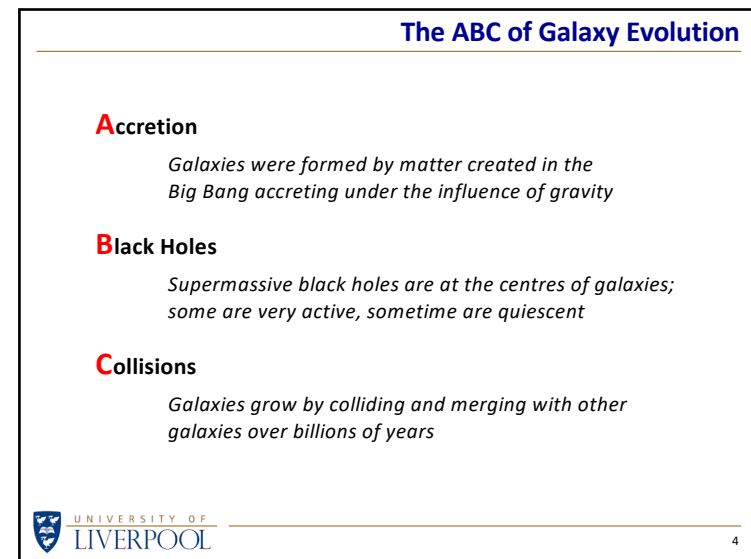 The ABC of Galaxy Evolution
Accretion
Galaxies were formed by matter created in the
Big Bang accreting under the influence of gravity
Black Holes
Supermassive black holes are at the centres of galaxies;
some are very active, sometime are quiescent
Collisions
Galaxies grow by colliding and merging with other
galaxies over billions of years
UNIVERSITY OF
LIVERPOOL
4